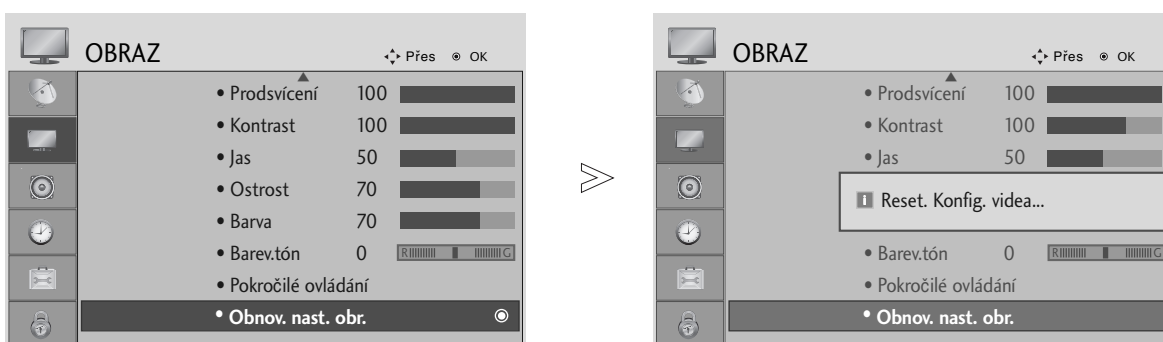 OBRAZ Přes OK
• Prodsvícení 100
• Kontrast 100
• Jas 50
• Ostrost 70
• Barva 70
• Barev.tón 0 R G
• Pokročilé ovládání
• Obnov. nast. obr.
OBRAZ Přes OK
• Prodsvícení 100
• Kontrast 100
• Jas 50
i Reset. Konfig. videa...
• Barev.tón 0 R G
• Pokročilé ovládání
• Obnov. nast. obr.